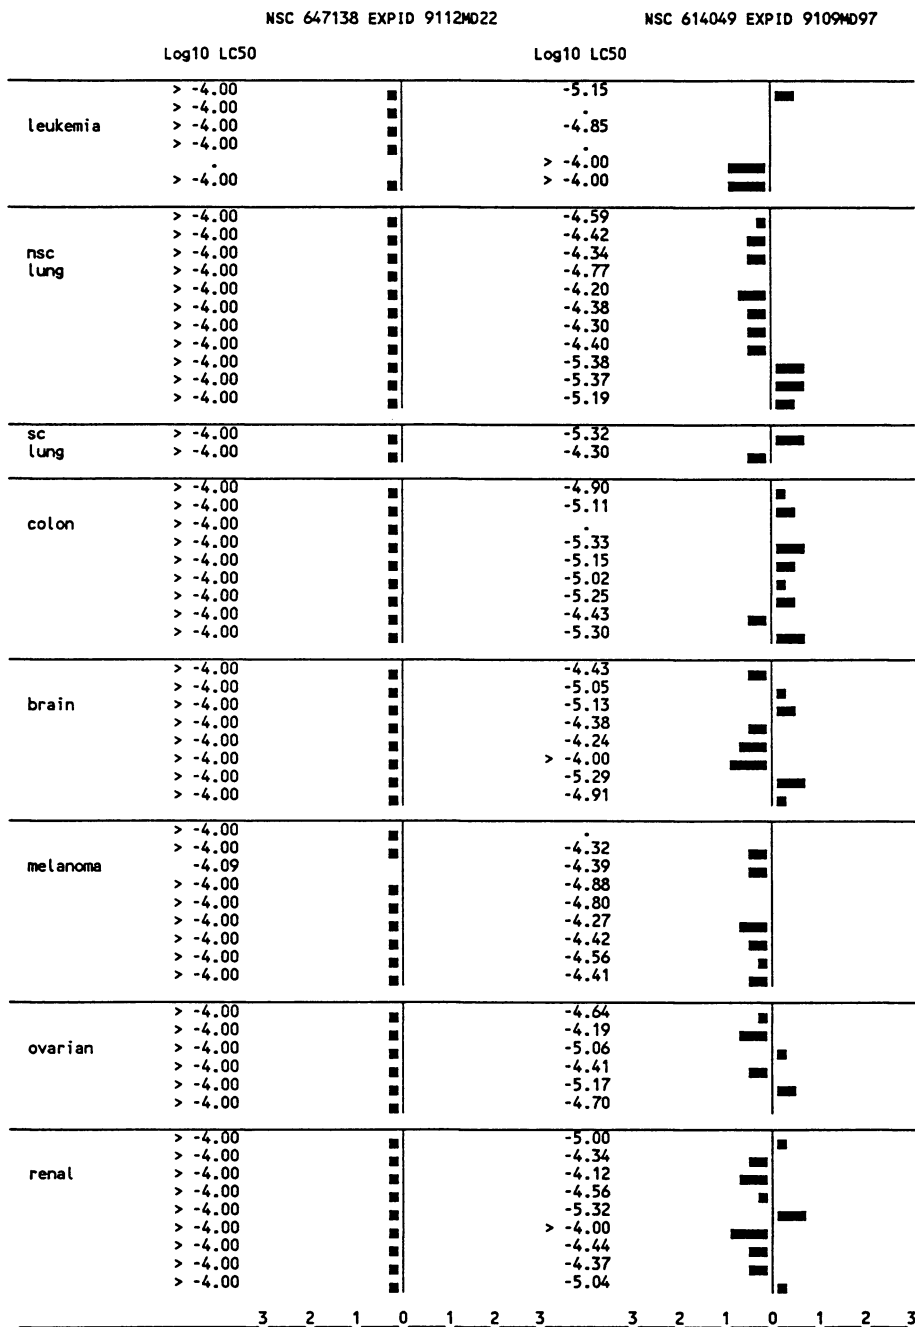 NSC 647138 EXPID 9112MD22 NSC 614049 EXPID 9109MD97
Log10 LC50 Log10 LC50
> -4.00 -5.15
> -4.00 .
leukemia > -4.00 -4.85
> -4.00 .
. > -4.00
> -4.00 > -4.00
> -4.00 -4.59
> -4.00 -4.42
nsc > -4.00 -4.34
lung > -4.00 -4.77
> -4.00 -4.20
> -4.00 -4.38
> -4.00 -4.30
> -4.00 -4.40
> -4.00 -5.38
> -4.00 -5.37
> -4.00 -5.19
sc > -4.00 -5.32
lung > -4.00 -4.30
> -4.00 -4.90
> -4.00 -5.11
colon > -4.00 .
> -4.00 -5.33
> -4.00 -5.15
> -4.00 -5.02
> -4.00 -5.25
> -4.00 -4.43
> -4.00 -5.30
> -4.00 -4.43
> -4.00 -5.05
brain > -4.00 -5.13
> -4.00 -4.38
> -4.00 -4.24
> -4.00 > -4.00
> -4.00 -5.29
> -4.00 -4.91
> -4.00 .
> -4.00 -4.32
melanoma -4.09 -4.39
> -4.00 -4.88
> -4.00 -4.80
> -4.00 -4.27
> -4.00 -4.42
> -4.00 -4.56
> -4.00 -4.41
> -4.00 -4.64
> -4.00 -4.19
ovarian > -4.00 -5.06
> -4.00 -4.41
> -4.00 -5.17
> -4.00 -4.70
> -4.00 -5.00
> -4.00 -4.34
renal > -4.00 -4.12
> -4.00 -4.56
> -4.00 -5.32
> -4.00 > -4.00
> -4.00 -4.44
> -4.00 -4.37
> -4.00 -5.04
3 2 1 0 1 2 3 3 2 1 0 1 2 3